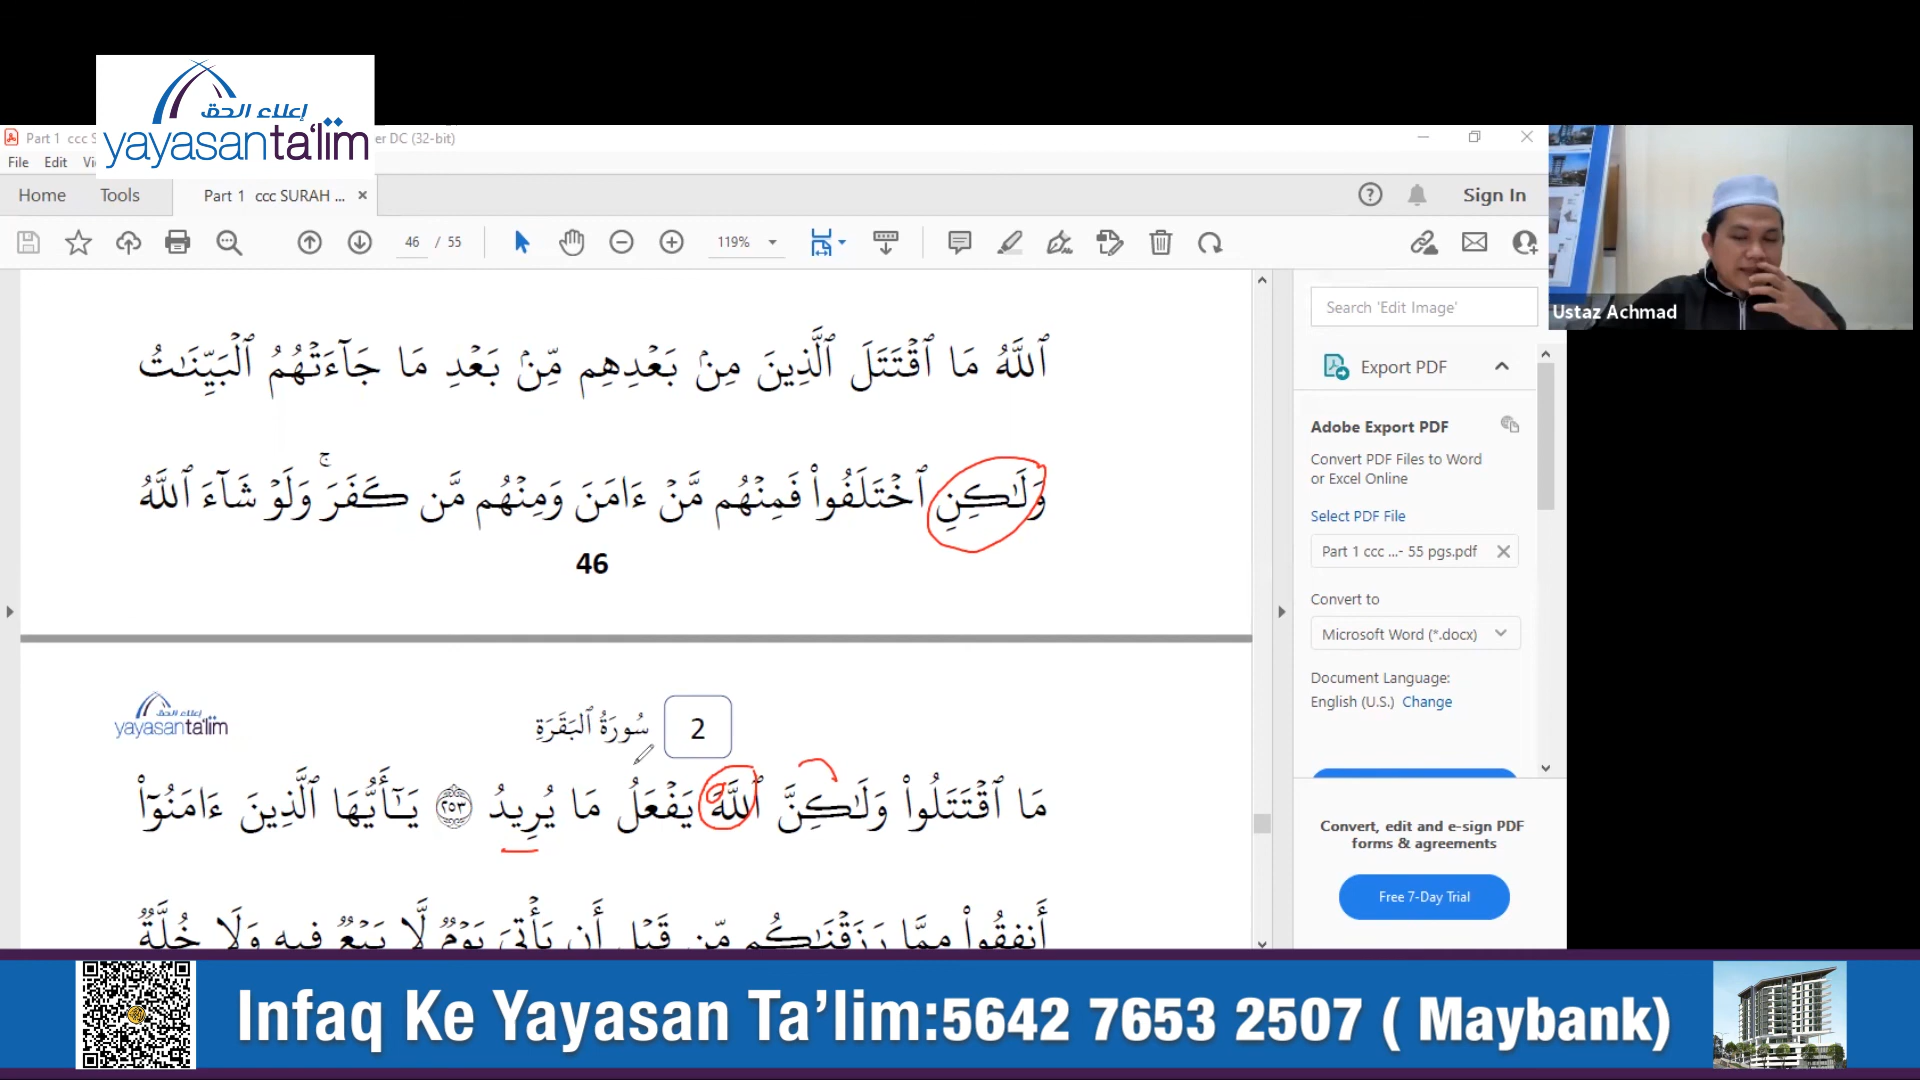 إعلاء الحق
yayasanta'lim
Part 1 ccc S
er DC (32-bit)
File Edit Vi
Home Tools Part 1 ccc SURAH ... × Sign In
46 / 55 119%
ٱللَّهُ مَا ٱقۡتَتَلَ ٱلَّذِينَ مِنۢ بَعۡدِهِم مِّنۢ بَعۡدِ مَا جَآءَتۡهُمُ ٱلۡبَيِّنَٰتُ
وَلَٰكِنِ ٱخۡتَلَفُواْ فَمِنۡهُم مَّنۡ ءَامَنَ وَمِنۡهُم مَّن كَفَرَۚ وَلَوۡ شَآءَ ٱللَّهُ
46
إعلاء الحق
yayasanta'lim
سُورَةُ ٱلبَقَرَةِ 2
مَا ٱقۡتَتَلُواْ وَلَٰكِنَّ ٱللَّهَ يَفۡعَلُ مَا يُرِيدُ ٢٥٣ يَٰٓأَيُّهَا ٱلَّذِينَ ءَامَنُوٓاْ
أَنفِقُواْ مِمَّا رَزَقۡنَٰكُم مِّن قَبۡلِ أَن يَأۡتِيَ يَوۡمٞ لَّا بَيۡعٞ فِيهِ وَلَا خُلَّةٞ
Search 'Edit Image'
Export PDF
Adobe Export PDF
Convert PDF Files to Word
or Excel Online
Select PDF File
Part 1 ccc ...- 55 pgs.pdf
Convert to
Microsoft Word (*.docx)
Document Language:
English (U.S.) Change
Convert, edit and e-sign PDF
forms & agreements
Free 7-Day Trial
Ustaz Achmad
Infaq Ke Yayasan Ta'lim:5642 7653 2507 ( Maybank)